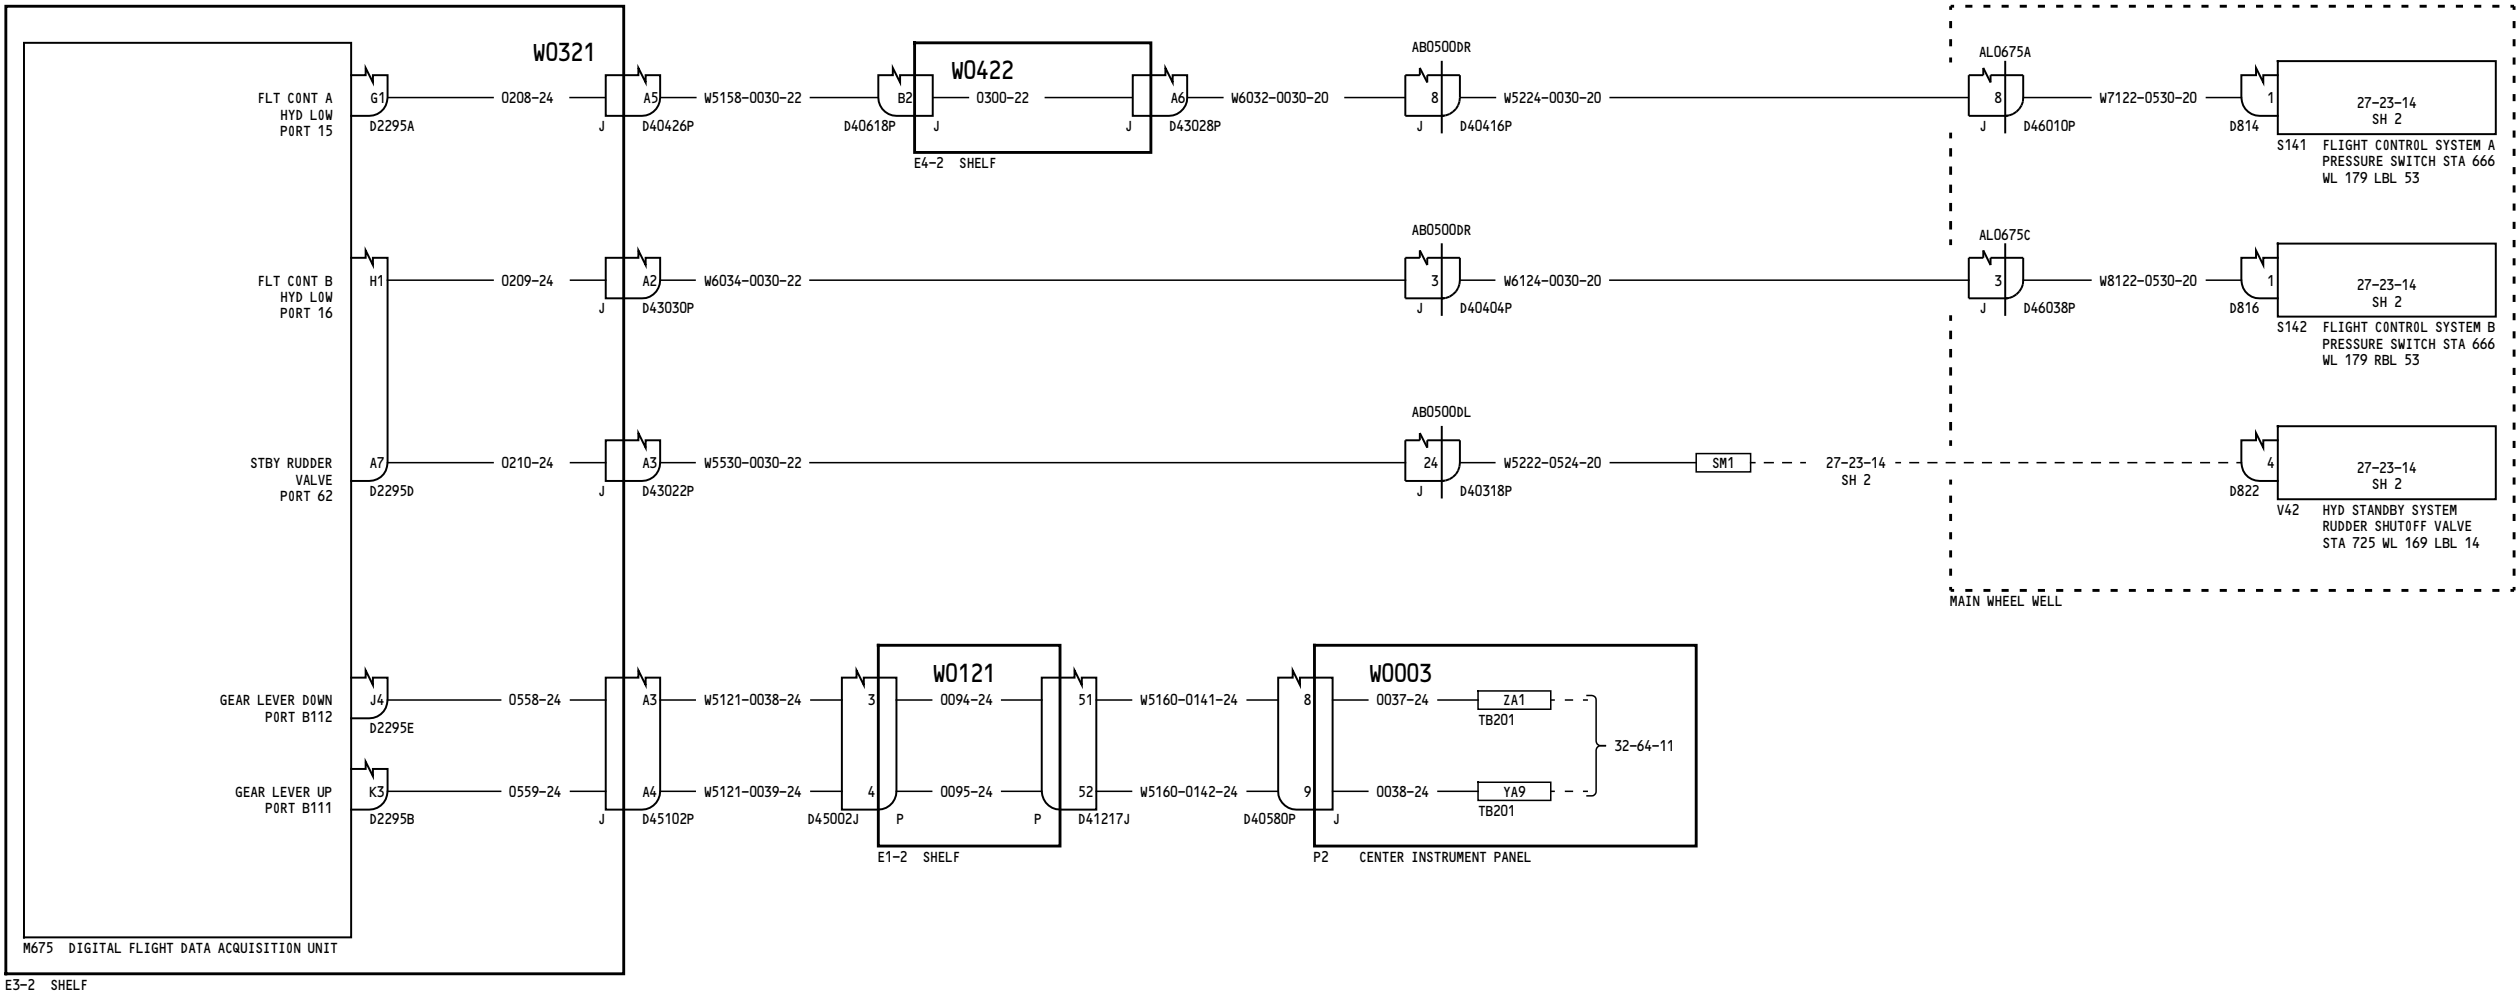 W0321
FLT CONT A
HYD LOW
PORT 15
G1
D2295A
0208-24
J
A5
D40426P
W5158-0030-22
B2
D40618P
J
W0422
0300-22
J
A6
D43028P
E4-2 SHELF
W6032-0030-20
AB0500DR
8
J
D40416P
W5224-0030-20
AL0675A
8
J
D46010P
W7122-0530-20
1
D814
27-23-14
SH 2
S141 FLIGHT CONTROL SYSTEM A
PRESSURE SWITCH STA 666
WL 179 LBL 53
FLT CONT B
HYD LOW
PORT 16
H1
0209-24
J
A2
D43030P
W6034-0030-22
AB0500DR
3
J
D40404P
W6124-0030-20
AL0675C
3
J
D46038P
W8122-0530-20
1
D816
27-23-14
SH 2
S142 FLIGHT CONTROL SYSTEM B
PRESSURE SWITCH STA 666
WL 179 RBL 53
STBY RUDDER
VALVE
PORT 62
A7
D2295D
0210-24
J
A3
D43022P
W5530-0030-22
AB0500DL
24
J
D40318P
W5222-0524-20
SM1
27-23-14
SH 2
4
D822
27-23-14
SH 2
V42 HYD STANDBY SYSTEM
RUDDER SHUTOFF VALVE
STA 725 WL 169 LBL 14
MAIN WHEEL WELL
GEAR LEVER DOWN
PORT B112
J4
D2295E
0558-24
A3
W5121-0038-24
3
W0121
0094-24
51
W5160-0141-24
8
W0003
0037-24
ZA1
TB201
32-64-11
GEAR LEVER UP
PORT B111
K3
D2295B
0559-24
J
A4
D45102P
W5121-0039-24
4
D45002J
P
0095-24
P
52
D41217J
W5160-0142-24
9
D40580P
J
0038-24
YA9
TB201
E1-2 SHELF
P2 CENTER INSTRUMENT PANEL
M675 DIGITAL FLIGHT DATA ACQUISITION UNIT
E3-2 SHELF